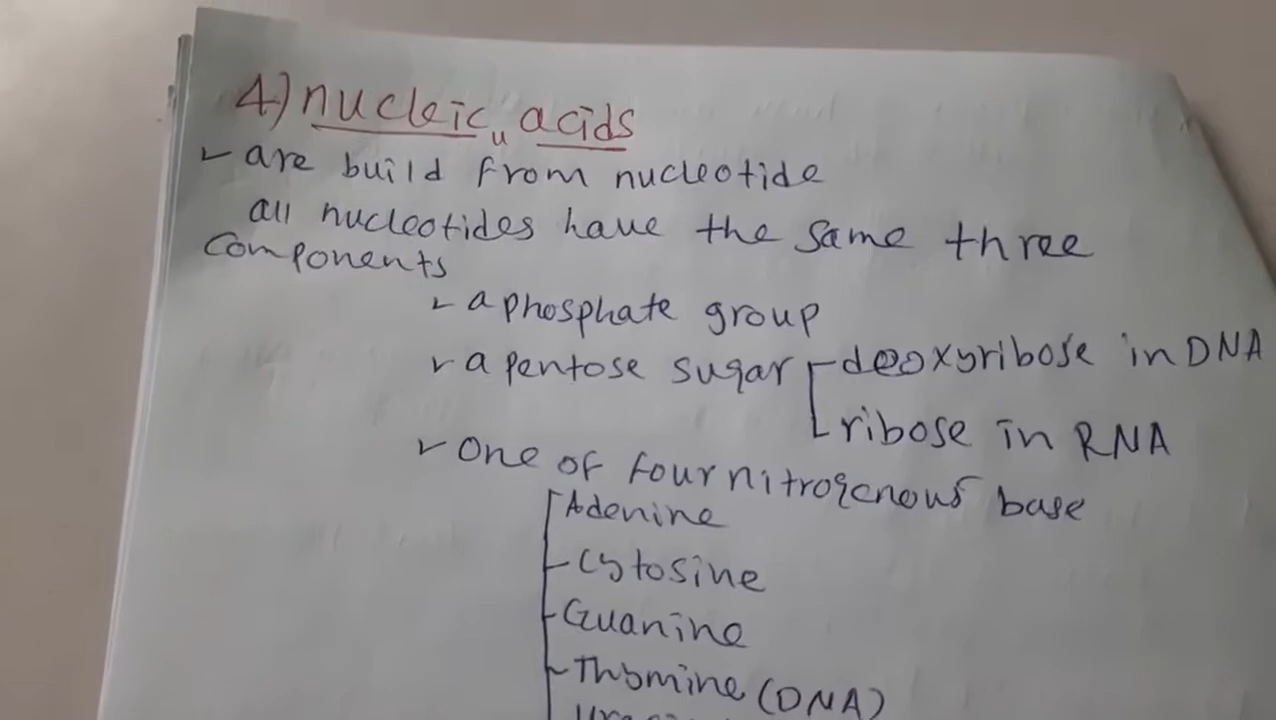 4) nucleic acids
are build from nucleotide
all nucleotides have the same three
components
a phosphate group
a pentose sugar deoxyribose in DNA
ribose in RNA
one of four nitrogenous base
Adenine
Cytosine
Guanine
Thymine (DNA)